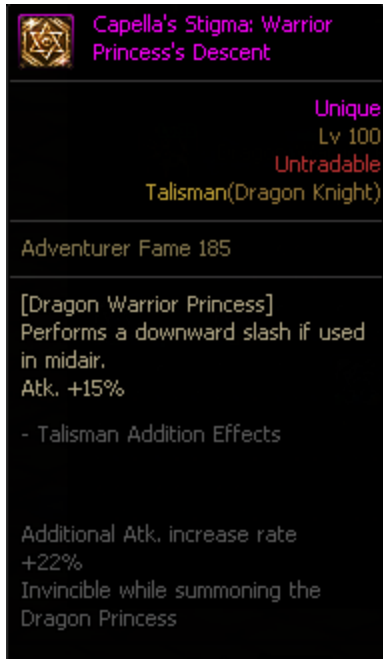 Capella's Stigma: Warrior
Princess's Descent
Unique
Lv 100
Untradable
Talisman(Dragon Knight)
Adventurer Fame 185
[Dragon Warrior Princess]
Performs a downward slash if used
in midair.
Atk. +15%
- Talisman Addition Effects
Additional Atk. increase rate
+22%
Invincible while summoning the
Dragon Princess